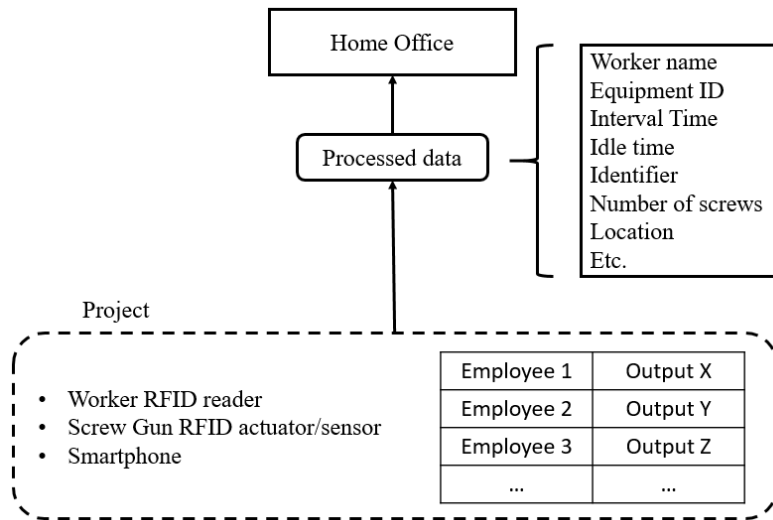 Home Office
Processed data
Worker name
Equipment ID
Interval Time
Idle time
Identifier
Number of screws
Location
Etc.
Project
• Worker RFID reader
• Screw Gun RFID actuator/sensor
• Smartphone
Employee 1 Output X
Employee 2 Output Y
Employee 3 Output Z
... ...